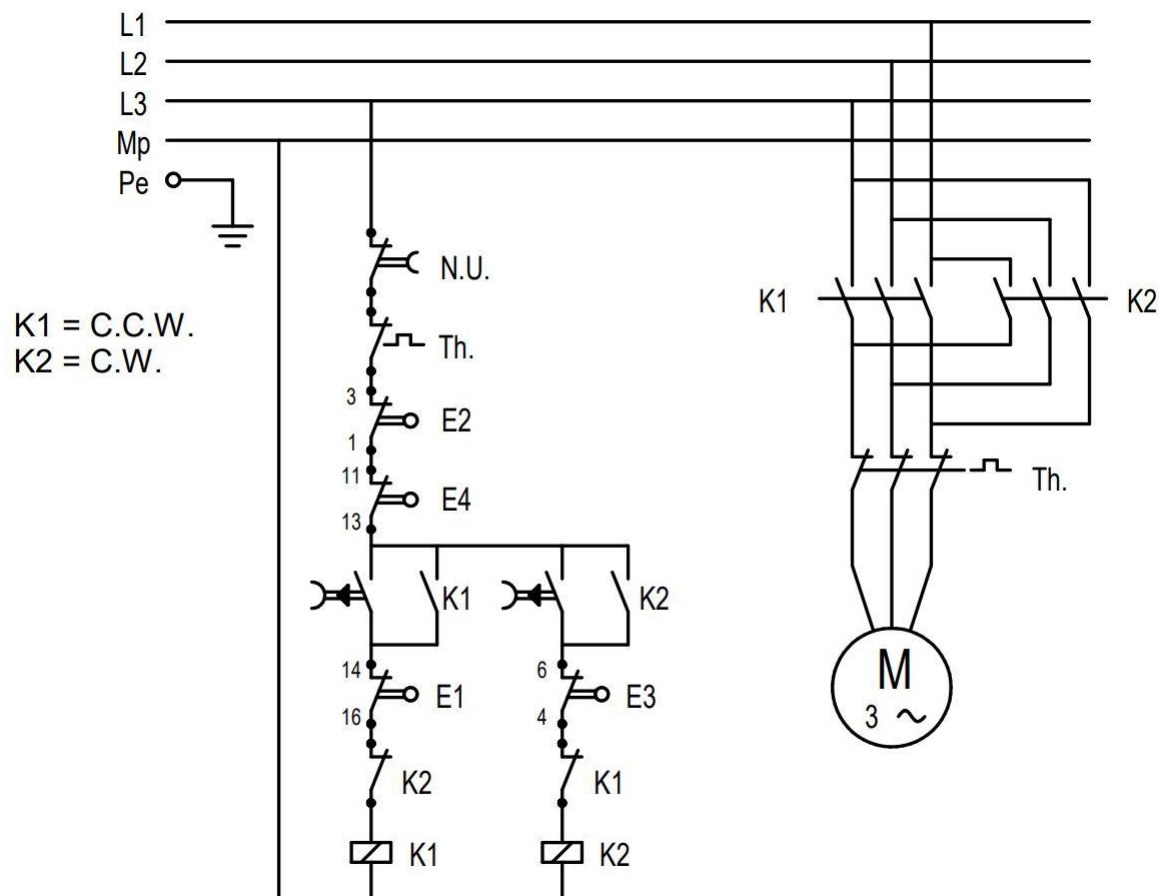 L1
L2
L3
Mp
Pe
N.U.
K1
K2
K1 = C.C.W.
K2 = C.W.
Th.
3
E2
1
11
E4
13
Th.
K1
K2
14
6
E1
E3
16
4
M
3 ~
K2
K1
K1
K2